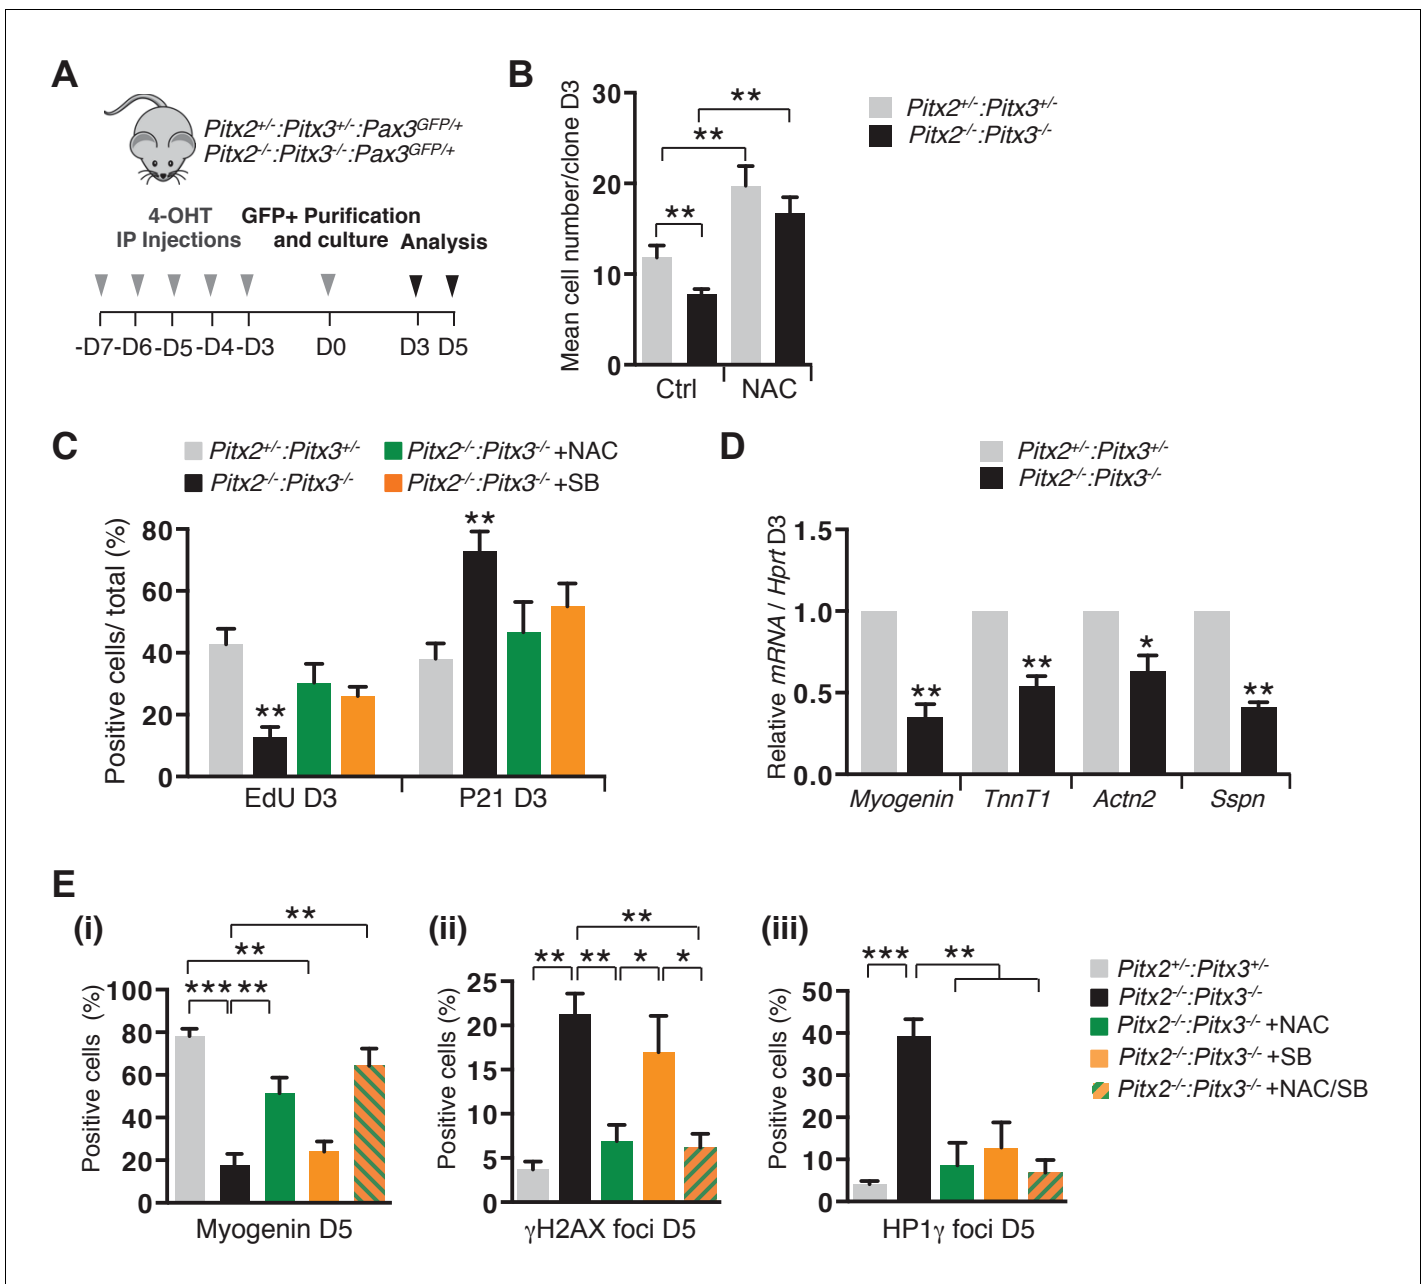 A
Pitx2+/-:Pitx3+/-:Pax3GFP/+
Pitx2-/-:Pitx3-/-:Pax3GFP/+
4-OHT
IP Injections
GFP+ Purification
and culture
Analysis
-D7 -D6 -D5 -D4 -D3 D0 D3 D5
B
Mean cell number/clone D3
30
20
10
0
**
**
**
Ctrl NAC
Pitx2+/-:Pitx3+/-
Pitx2-/-:Pitx3-/-
C
Pitx2+/-:Pitx3+/-
Pitx2-/-:Pitx3-/-
Pitx2-/-:Pitx3-/- +NAC
Pitx2-/-:Pitx3-/- +SB
Positive cells/ total (%)
80
60
40
20
0
**
**
EdU D3 P21 D3
D
Pitx2+/-:Pitx3+/-
Pitx2-/-:Pitx3-/-
Relative mRNA / Hprt D3
1.5
1.0
0.5
0.0
**
**
*
**
Myogenin TnnT1 Actn2 Sspn
E
(i)
Positive cells (%)
100
80
60
40
20
0
**
**
*** **
Myogenin D5
(ii)
Positive cells (%)
25
20
15
10
5
0
**
** ** * *
γH2AX foci D5
(iii)
Positive cells (%)
50
40
30
20
10
0
*** **
HP1γ foci D5
Pitx2+/-:Pitx3+/-
Pitx2-/-:Pitx3-/-
Pitx2-/-:Pitx3-/- +NAC
Pitx2-/-:Pitx3-/- +SB
Pitx2-/-:Pitx3-/- +NAC/SB